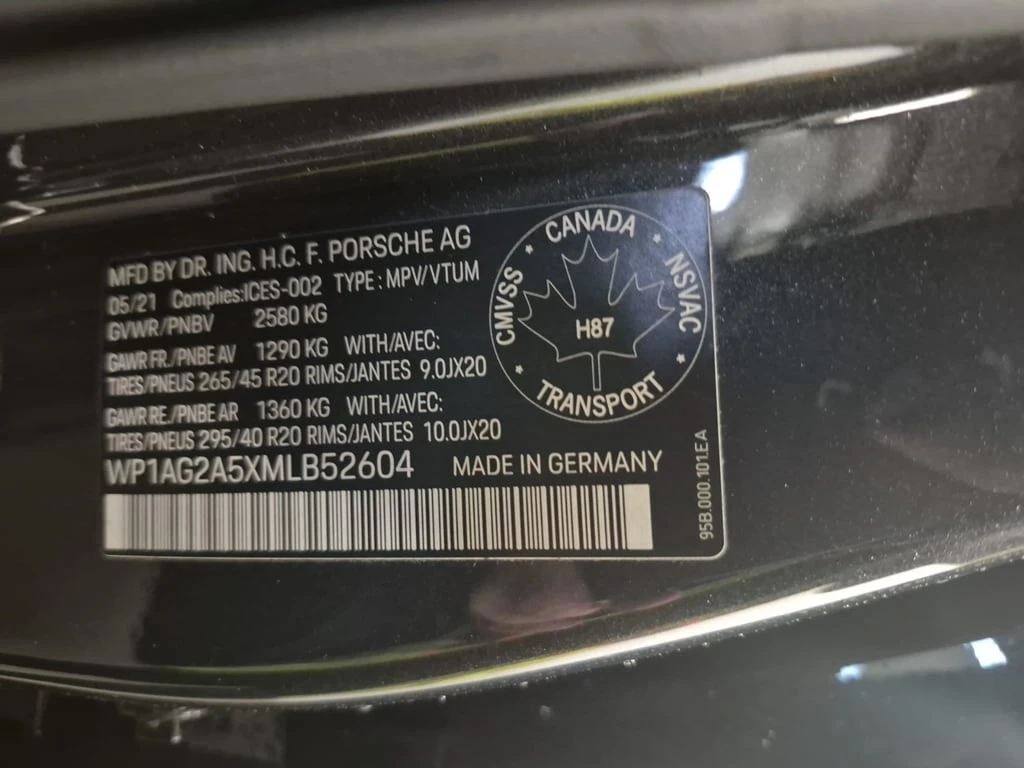 MFD BY DR. ING. H.C. F. PORSCHE AG
05/21 Complies:ICES-002 TYPE : MPV/VTUM
GVWR/PNBV 2580 KG
GAWR FR./PNBE AV 1290 KG WITH/AVEC:
TIRES/PNEUS 265/45 R20 RIMS/JANTES 9.0JX20
GAWR RE./PNBE AR 1360 KG WITH/AVEC:
TIRES/PNEUS 295/40 R20 RIMS/JANTES 10.0JX20
WP1AG2A5XMLB52604 MADE IN GERMANY
CANADA
CMVSS
NSVAC
H87
TRANSPORT
95B.000.101.EA